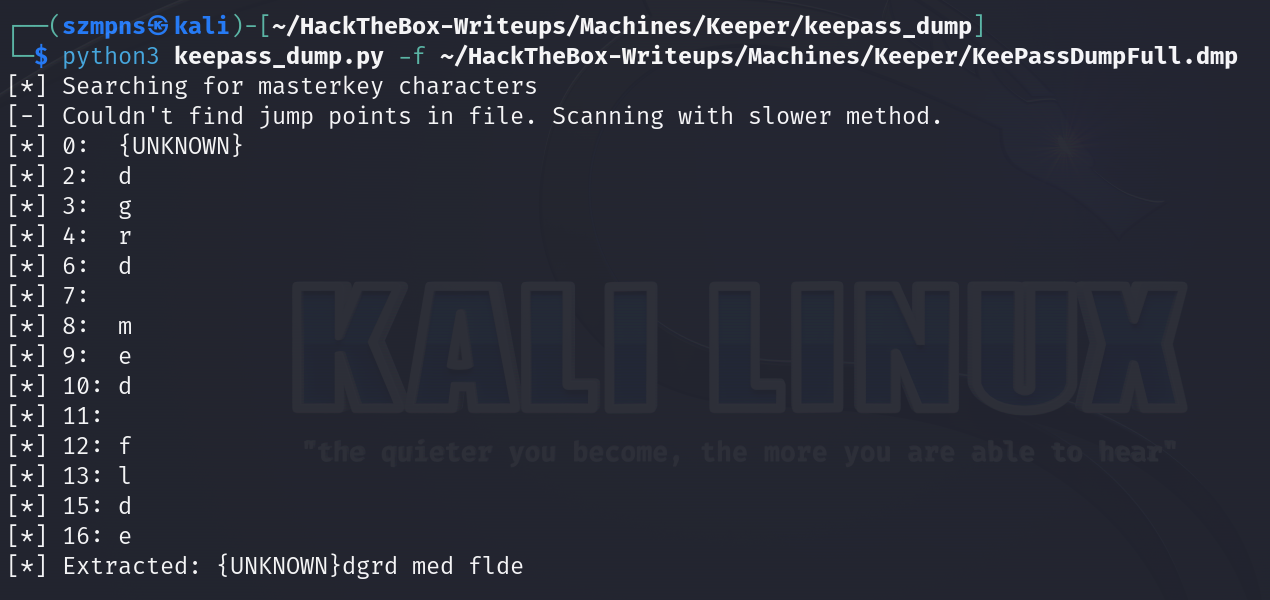 ┌──(szmpns㉿kali)-[~/HackTheBox-Writeups/Machines/Keeper/keepass_dump]
└─$ python3 keepass_dump.py -f ~/HackTheBox-Writeups/Machines/Keeper/KeePassDumpFull.dmp
[*] Searching for masterkey characters
[-] Couldn't find jump points in file. Scanning with slower method.
[*] 0:  {UNKNOWN}
[*] 2:  d
[*] 3:  g
[*] 4:  r
[*] 6:  d
[*] 7:
[*] 8:  m
[*] 9:  e
[*] 10: d
[*] 11:
[*] 12: f
[*] 13: l
[*] 15: d
[*] 16: e
[*] Extracted: {UNKNOWN}dgrd med flde
KALI LINUX
"the quieter you become, the more you are able to hear"